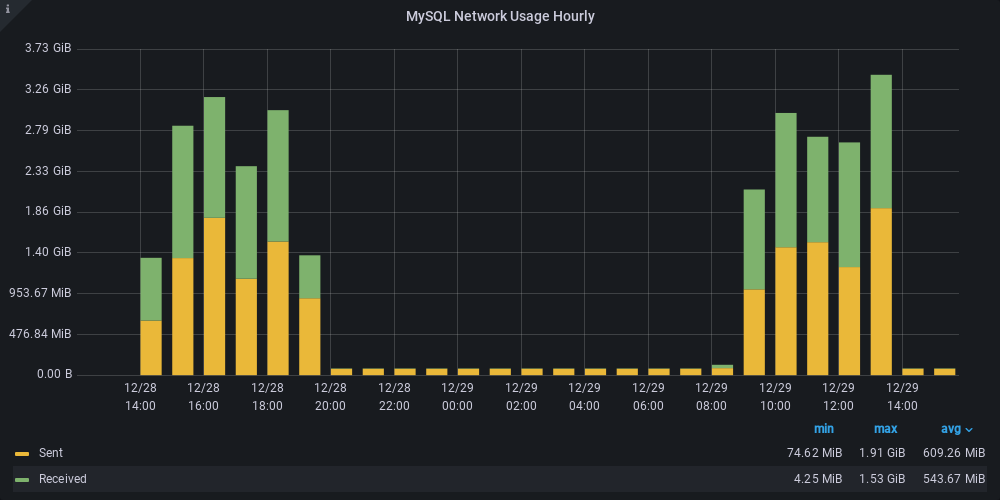 i
MySQL Network Usage Hourly
3.73 GiB
3.26 GiB
2.79 GiB
2.33 GiB
1.86 GiB
1.40 GiB
953.67 MiB
476.84 MiB
0.00 B
12/28 12/28 12/28 12/28 12/28 12/29 12/29 12/29 12/29 12/29 12/29 12/29 12/29
14:00 16:00 18:00 20:00 22:00 00:00 02:00 04:00 06:00 08:00 10:00 12:00 14:00
min max avg
Sent 74.62 MiB 1.91 GiB 609.26 MiB
Received 4.25 MiB 1.53 GiB 543.67 MiB